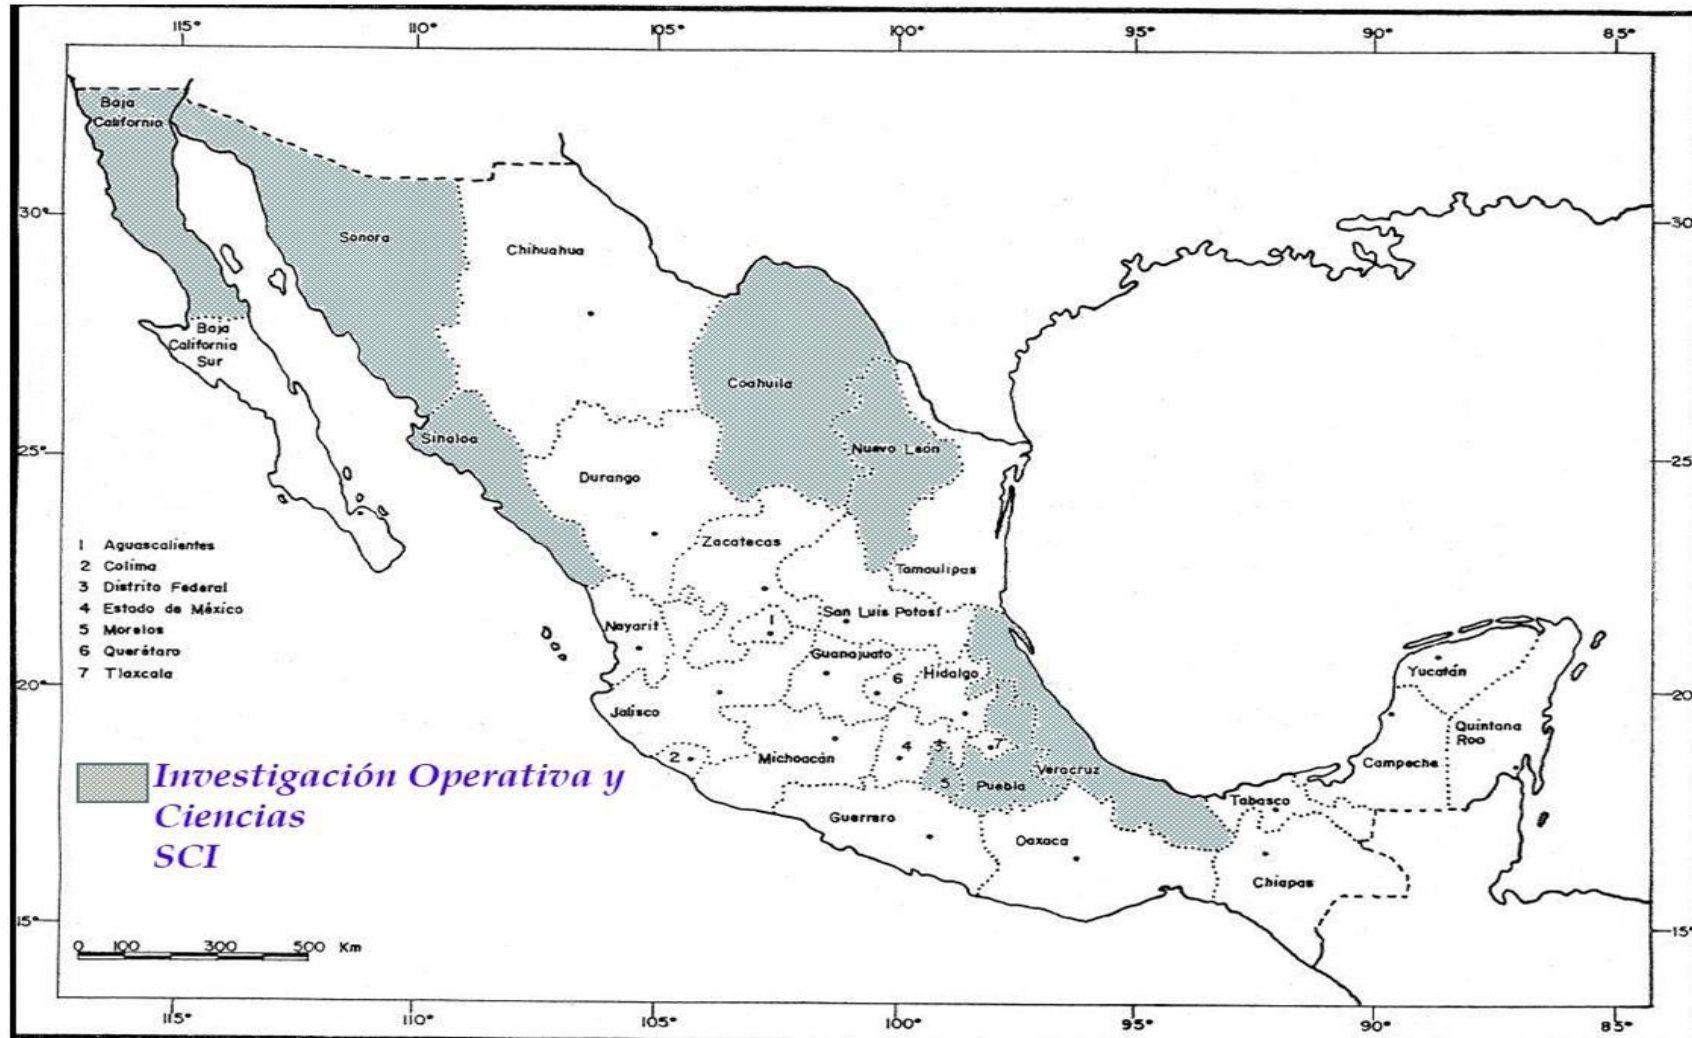 115° 110° 105° 100° 95° 90° 85°
Baja
California
30° 30°
Sonora
Chihuahua
Baja
California
Sur
Coahuila
Sinaloa
Nuevo León
25° 25°
Durango
Zacatecas
Tamaulipas
1 Aguascalientes
2 Colima
3 Distrito Federal
4 Estado de México
5 Morelos
6 Querétaro
7 Tlaxcala
San Luis Potosí
Nayarit
1
Guanajuato
Hidalgo
6
Yucatán
20° 20°
Jalisco
Quintana
Roo
2
Michoacán
4
3
7
Veracruz
Campeche
5
Puebla
Tabasco
Investigación Operativa y
Ciencias
SCI
Guerrero
Oaxaca
Chiapas
15° 15°
0 100 300 500 Km
115° 110° 105° 100° 95° 90° 85°